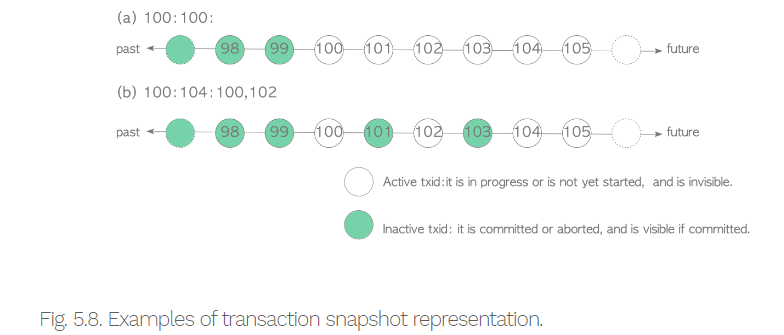 (a) 100:100:
past 98 99 100 101 102 103 104 105 future
(b) 100:104:100,102
past 98 99 100 101 102 103 104 105 future
Active txid:it is in progress or is not yet started, and is invisible.
Inactive txid: it is committed or aborted, and is visible if committed.
Fig. 5.8. Examples of transaction snapshot representation.